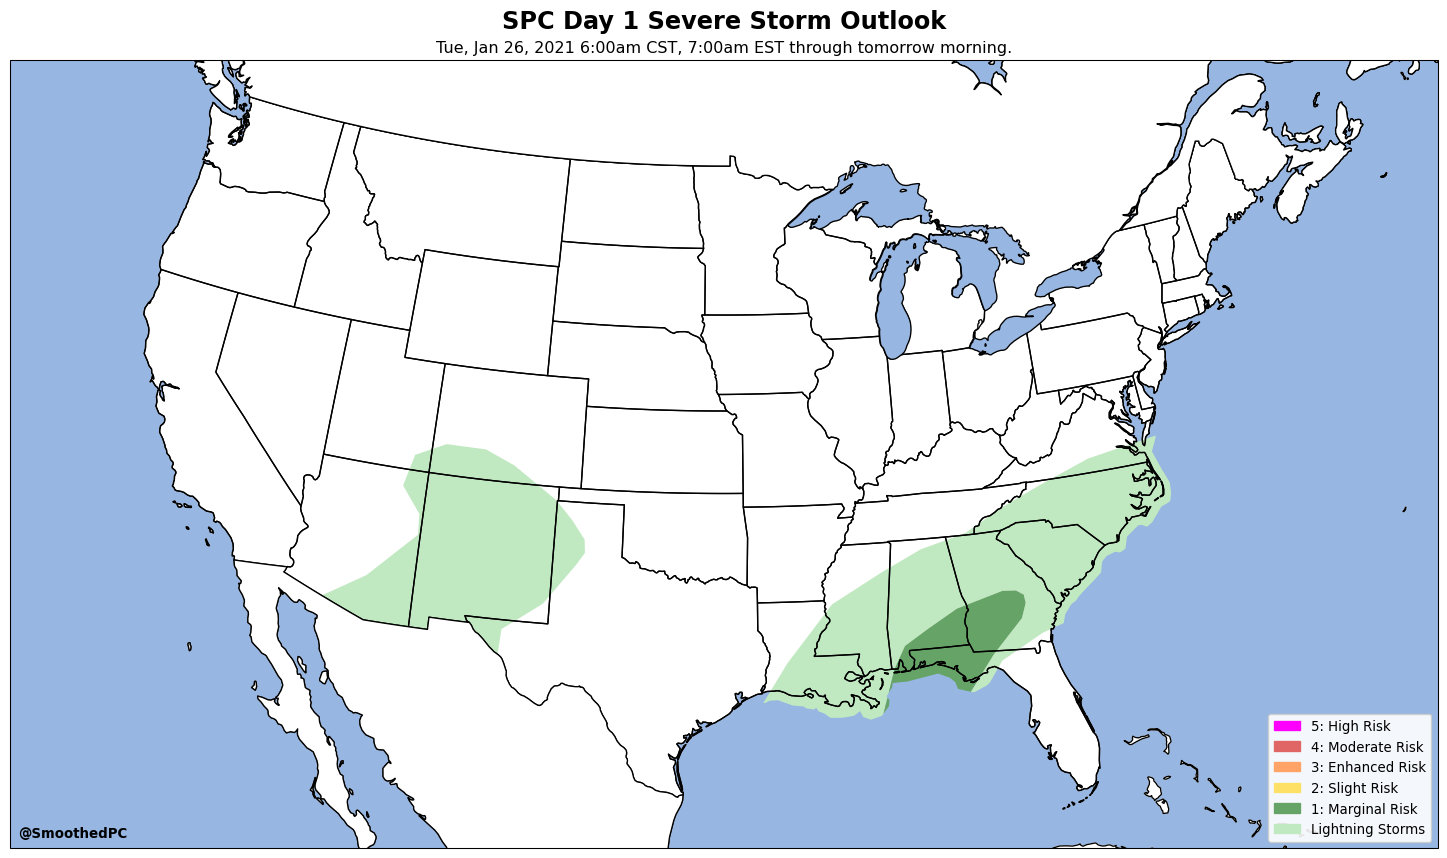 SPC Day 1 Severe Storm Outlook
Tue, Jan 26, 2021 6:00am CST, 7:00am EST through tomorrow morning.
5: High Risk
4: Moderate Risk
3: Enhanced Risk
2: Slight Risk
1: Marginal Risk
Lightning Storms
@SmoothedPC